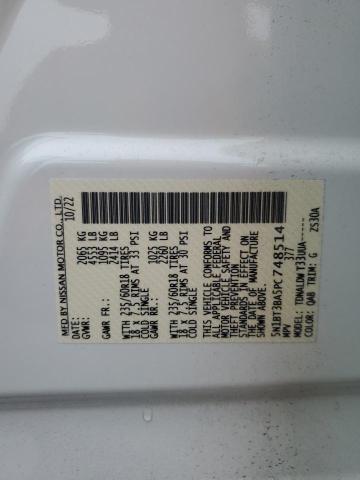 MFD BY NISSAN MOTOR CO., LTD. 10/22
GVWR: 2065 KG
4553 LB
GAWR FR: 1095 KG
2414 LB
WITH 235/60R18 TIRES
18 X 7.5 RIMS AT 33 PSI
COLD SINGLE
GAWR RR: 1025 KG
2260 LB
WITH 235/60R18 TIRES
18 X 7.5 RIMS AT 30 PSI
COLD SINGLE
THIS VEHICLE CONFORMS TO
ALL APPLICABLE FEDERAL
MOTOR VEHICLE SAFETY AND
THEFT PREVENTION
STANDARDS IN EFFECT ON
THE DATE OF MANUFACTURE
SHOWN ABOVE.
5N1BT3BA5PC748514
MPV 377
MODEL:
COLOR: QAB TRIM: G Z530A